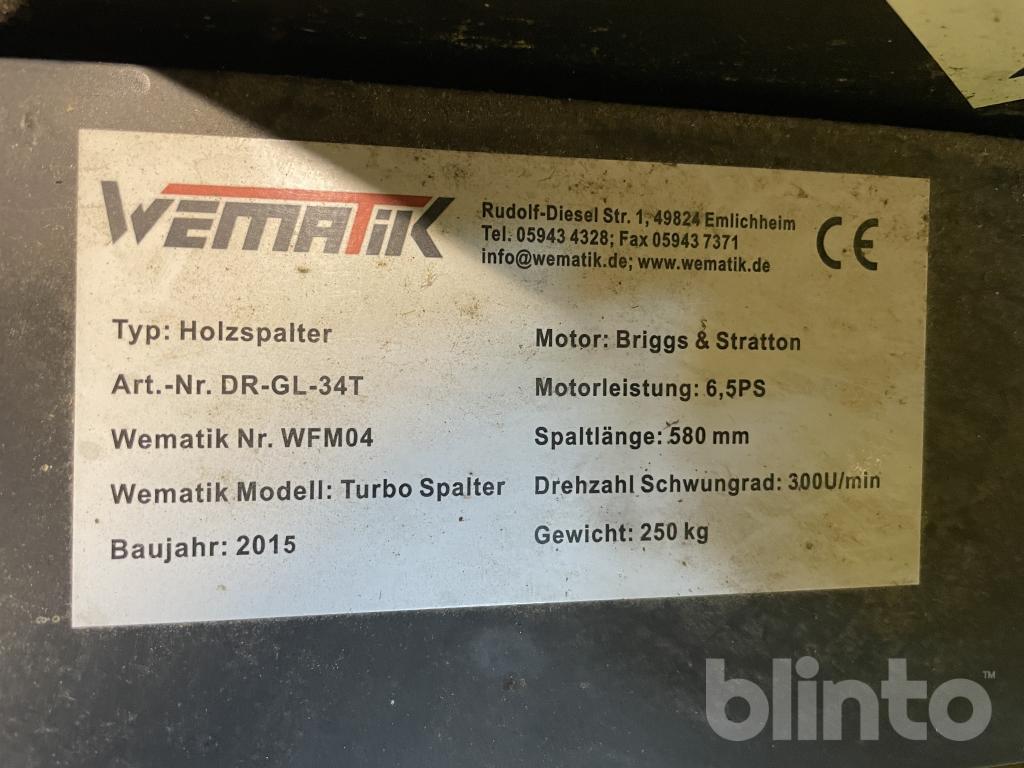 WEMATIK
Rudolf-Diesel Str. 1, 49824 Emlichheim
Tel. 05943 4328; Fax 05943 7371
info@wematik.de; www.wematik.de
CE
Typ: Holzspalter
Art.-Nr. DR-GL-34T
Wematik Nr. WFM04
Wematik Modell: Turbo Spalter
Baujahr: 2015
Motor: Briggs & Stratton
Motorleistung: 6,5PS
Spaltlänge: 580 mm
Drehzahl Schwungrad: 300U/min
Gewicht: 250 kg
blinto™